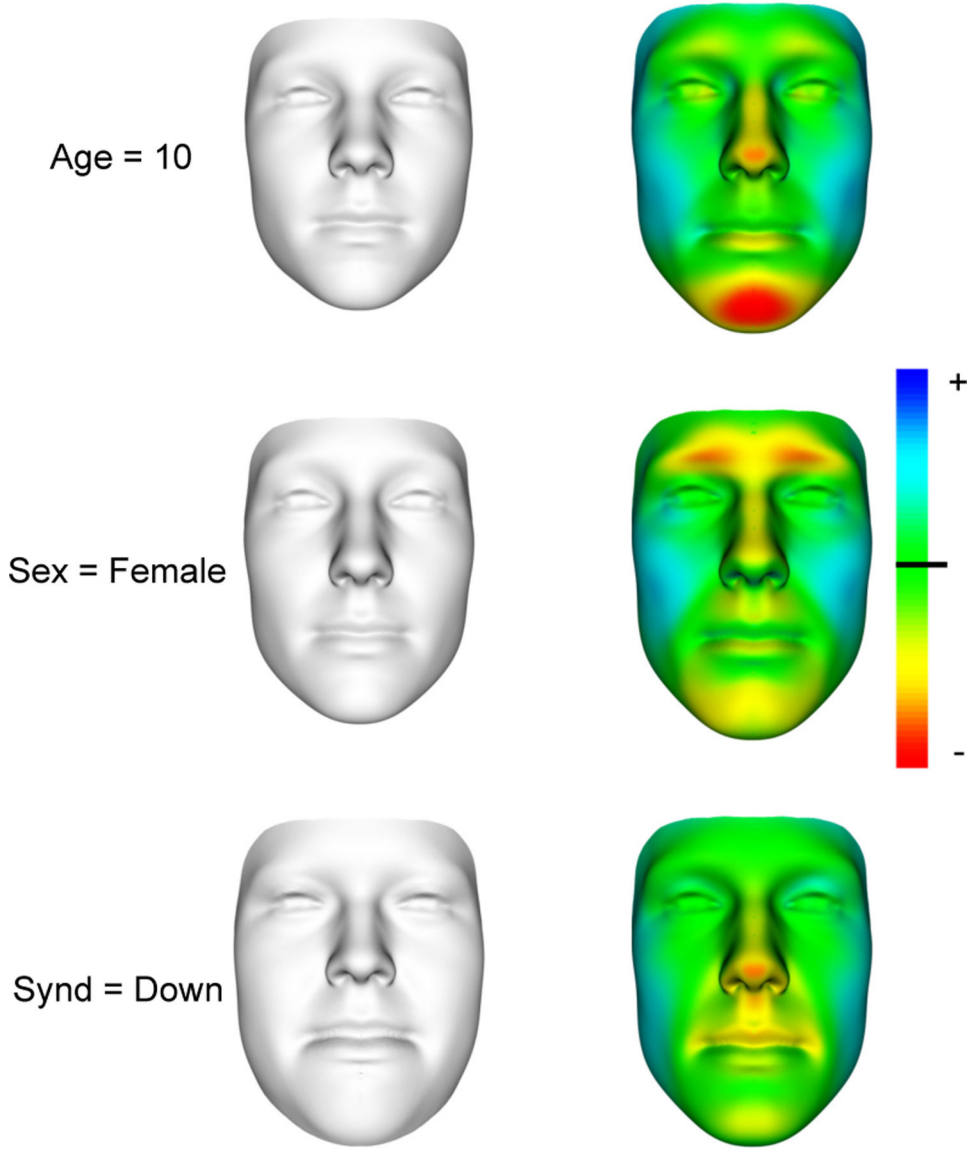 Age = 10
+
Sex = Female
-
Synd = Down